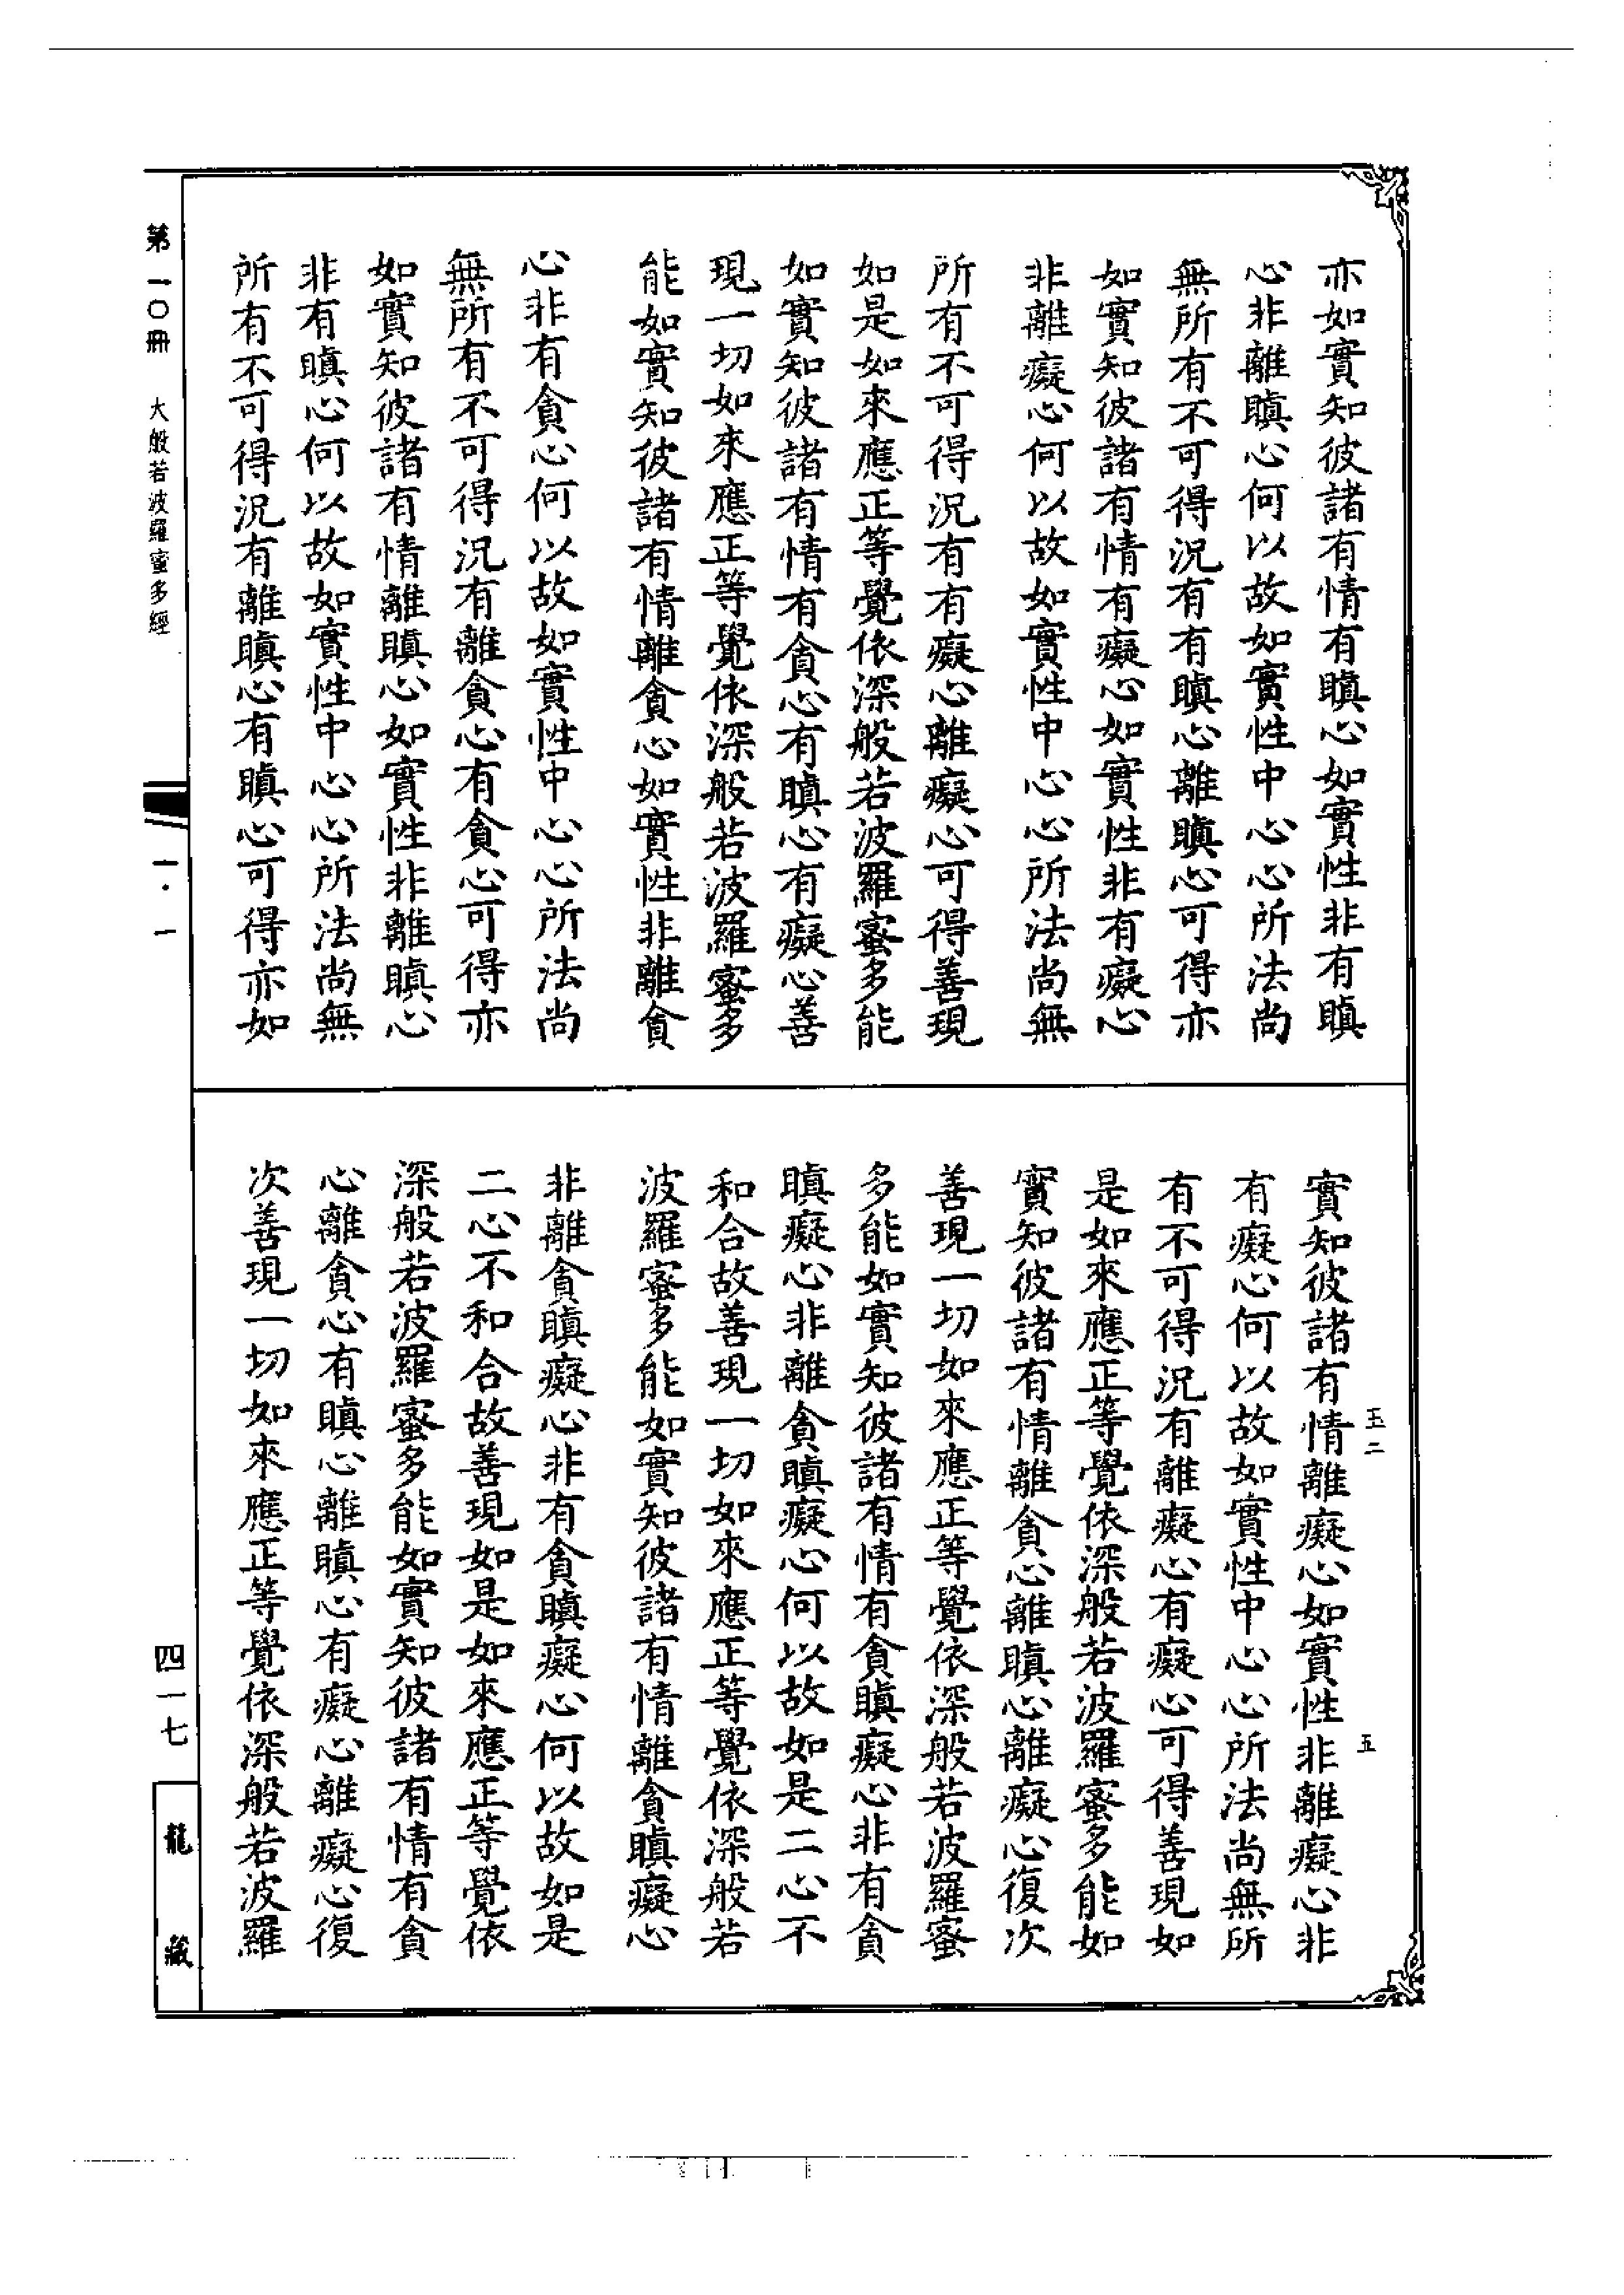 亦如實知彼諸有情有瞋心如實性非有瞋
心非離瞋心何以故如實性中心心所法尚
無所有不可得況有有瞋心離瞋心可得亦
如實知彼諸有情有癡心如實性非有癡心
非離癡心何以故如實性中心心所法尚無
所有不可得況有有癡心離癡心可得善現
如是如來應正等覺依深般若波羅蜜多能
如實知彼諸有情有貪心有瞋心有癡心善
現一切如來應正等覺依深般若波羅蜜多
能如實知彼諸有情離貪心如實性非離貪
心非有貪心何以故如實性中心心所法尚
無所有不可得況有離貪心有貪心可得亦
如實知彼諸有情離瞋心如實性非離瞋心
非有瞋心何以故如實性中心心所法尚無
所有不可得況有離瞋心有瞋心可得亦如
實知彼諸有情離癡心如實性非離癡心非
有癡心何以故如實性中心心所法尚無所
有不可得況有離癡心有癡心可得善現如
是如來應正等覺依深般若波羅蜜多能如
實知彼諸有情離貪心離瞋心離癡心復次
善現一切如來應正等覺依深般若波羅蜜
多能如實知彼諸有情有貪瞋癡心非有貪
瞋癡心非離貪瞋癡心何以故如是二心不
和合故善現一切如來應正等覺依深般若
波羅蜜多能如實知彼諸有情離貪瞋癡心
非離貪瞋癡心非有貪瞋癡心何以故如是
二心不和合故善現如是如來應正等覺依
深般若波羅蜜多能如實知彼諸有情有貪
心離貪心有瞋心離瞋心有癡心離癡心復
次善現一切如來應正等覺依深般若波羅
五
第一〇冊 大般若波羅蜜多經
一·一
四一七
龍藏